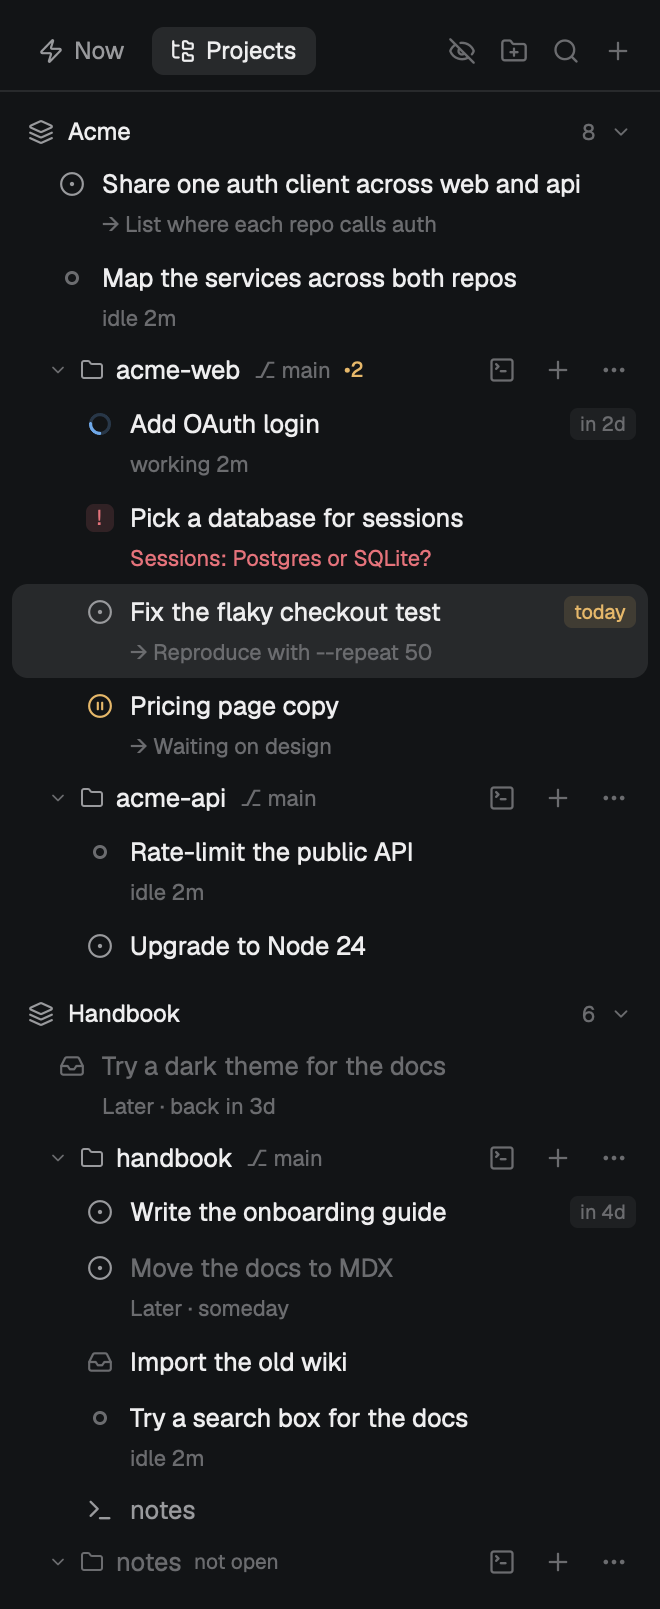 Now Projects
Acme 8
Share one auth client across web and api
→ List where each repo calls auth
Map the services across both repos
idle 2m
acme-web main •2
Add OAuth login in 2d
working 2m
! Pick a database for sessions
Sessions: Postgres or SQLite?
Fix the flaky checkout test today
→ Reproduce with --repeat 50
Pricing page copy
→ Waiting on design
acme-api main
Rate-limit the public API
idle 2m
Upgrade to Node 24
Handbook 6
Try a dark theme for the docs
Later · back in 3d
handbook main
Write the onboarding guide in 4d
Move the docs to MDX
Later · someday
Import the old wiki
Try a search box for the docs
idle 2m
notes
notes not open